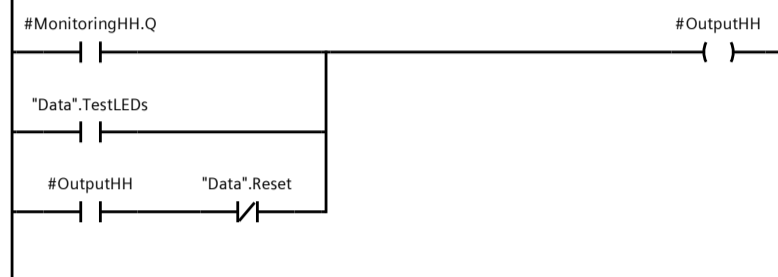 #MonitoringHH.Q
#OutputHH
"Data".TestLEDs
#OutputHH
"Data".Reset